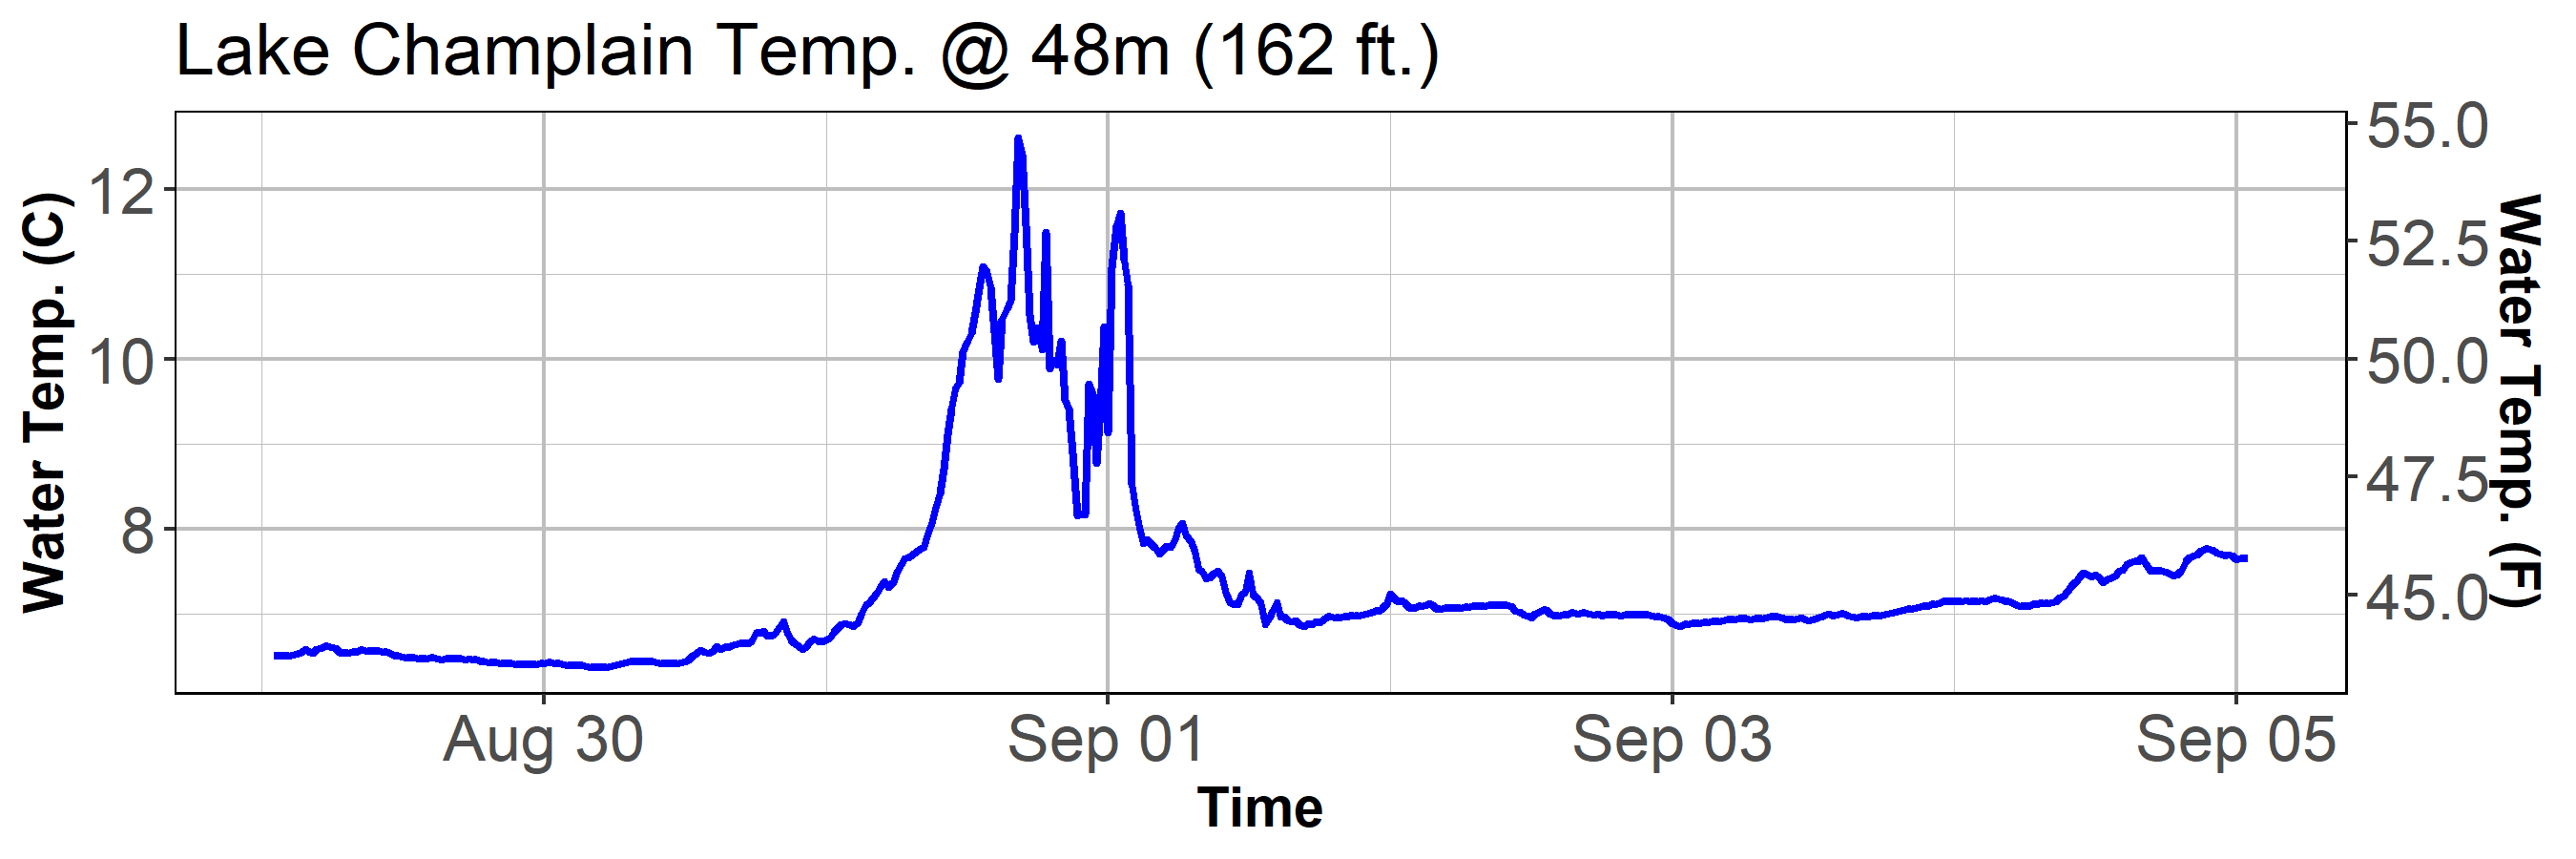 Lake Champlain Temp. @ 48m (162 ft.)
Water Temp. (C)
12
10
8
55.0
52.5
50.0
47.5
45.0
Water Temp. (F)
Aug 30
Sep 01
Sep 03
Sep 05
Time